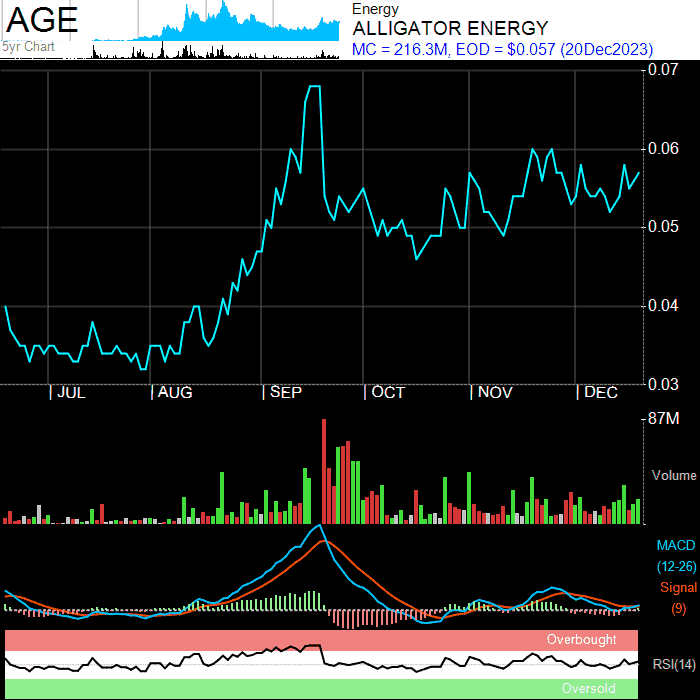 AGE
5yr Chart
Energy
ALLIGATOR ENERGY
MC = 216.3M, EOD = $0.057 (20Dec2023)
0.07
0.06
0.05
0.04
0.03
JUL
AUG
SEP
OCT
NOV
DEC
87M
Volume
MACD
(12-26)
Signal
(9)
Overbought
RSI(14)
Oversold